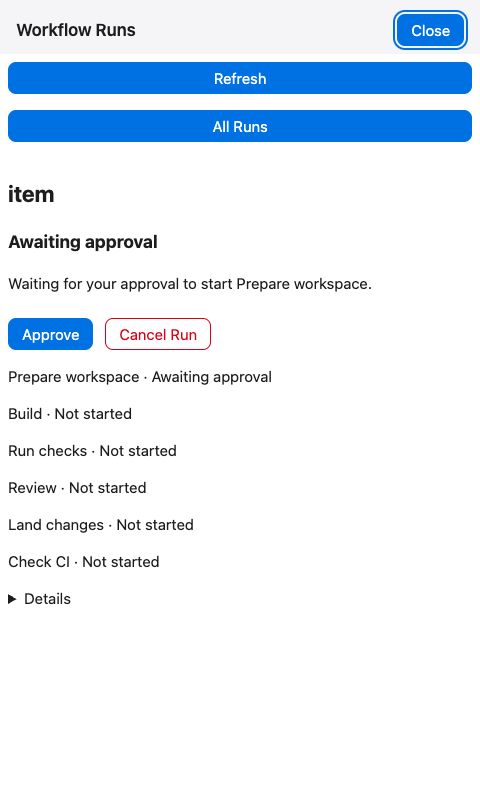 Workflow Runs
Close
Refresh
All Runs
item
Awaiting approval
Waiting for your approval to start Prepare workspace.
Approve
Cancel Run
Prepare workspace · Awaiting approval
Build · Not started
Run checks · Not started
Review · Not started
Land changes · Not started
Check CI · Not started
Details